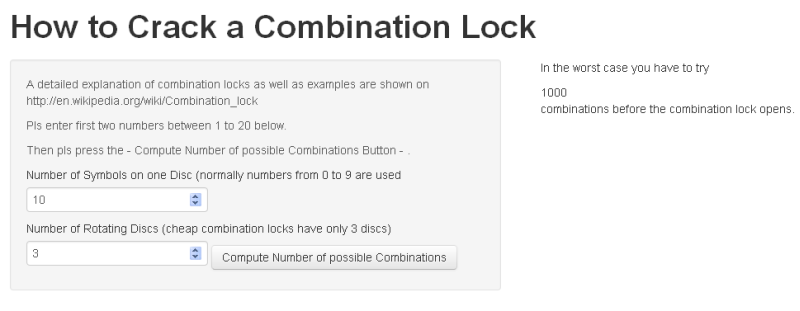 How to Crack a Combination Lock
A detailed explanation of combination locks as well as examples are shown on
http://en.wikipedia.org/wiki/Combination_lock
Pls enter first two numbers between 1 to 20 below.
Then pls press the - Compute Number of possible Combinations Button - .
Number of Symbols on one Disc (normally numbers from 0 to 9 are used
10
Number of Rotating Discs (cheap combination locks have only 3 discs)
3
Compute Number of possible Combinations
In the worst case you have to try
1000
combinations before the combination lock opens.